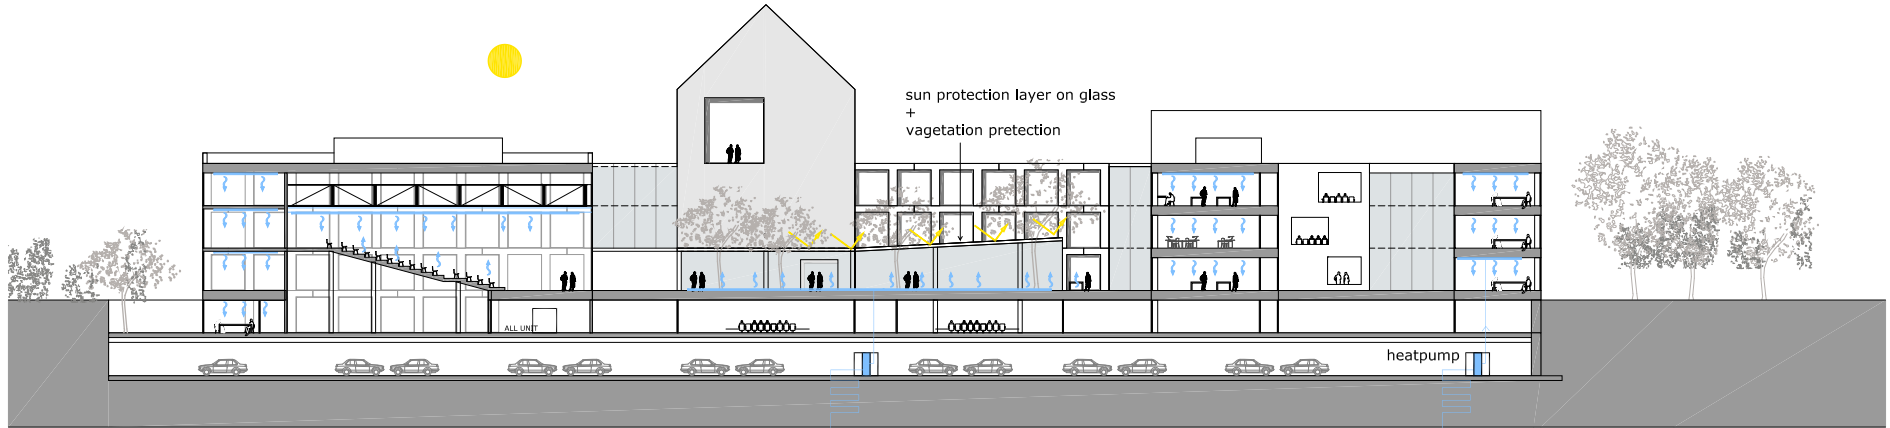 sun protection layer on glass
+
vagetation pretection
ALL UNIT
heatpump